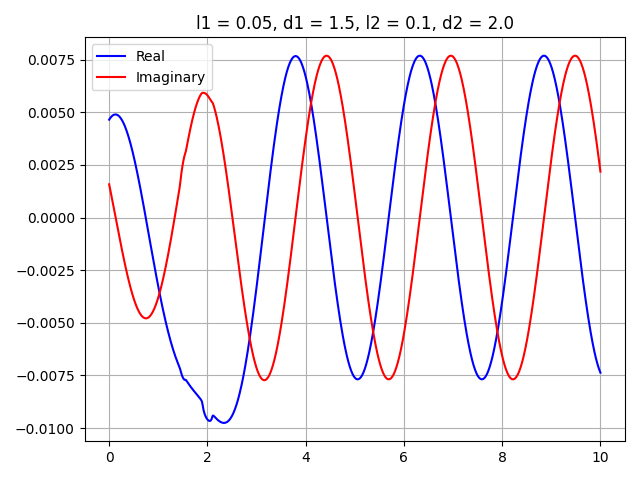 l1 = 0.05, d1 = 1.5, l2 = 0.1, d2 = 2.0
Real
Imaginary
0.0075
0.0050
0.0025
0.0000
−0.0025
−0.0050
−0.0075
−0.0100
0 2 4 6 8 10